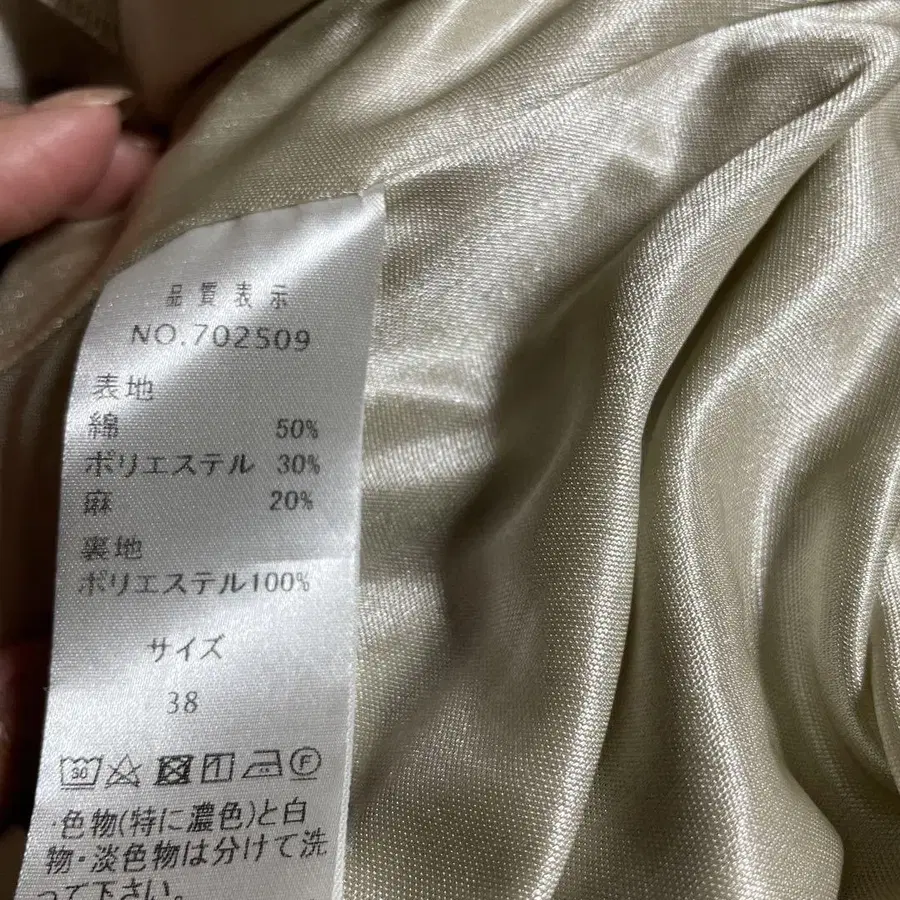 品質表示
NO.702509
表地
綿 50%
ポリエステル 30%
麻 20%
裏地
ポリエステル100%
サイズ
38
30 P
・色物(特に濃色)と白
物・淡色物は分けて洗
って下さい。